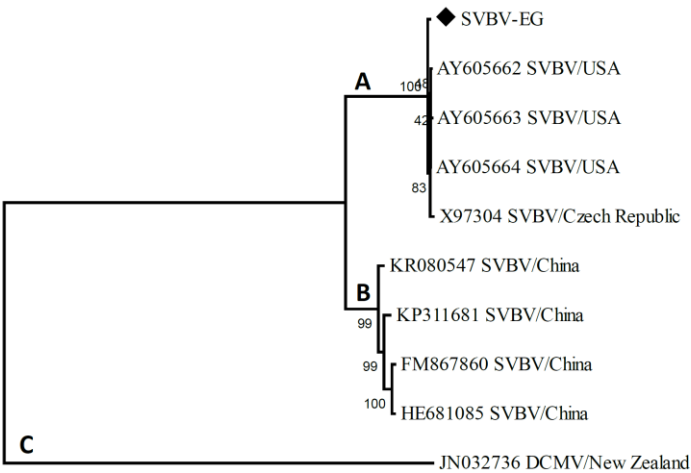 SVBV-EG
AY605662 SVBV/USA
A
100
48
AY605663 SVBV/USA
42
AY605664 SVBV/USA
83
X97304 SVBV/Czech Republic
KR080547 SVBV/China
B
KP311681 SVBV/China
99
FM867860 SVBV/China
99
100
HE681085 SVBV/China
C
JN032736 DCMV/New Zealand